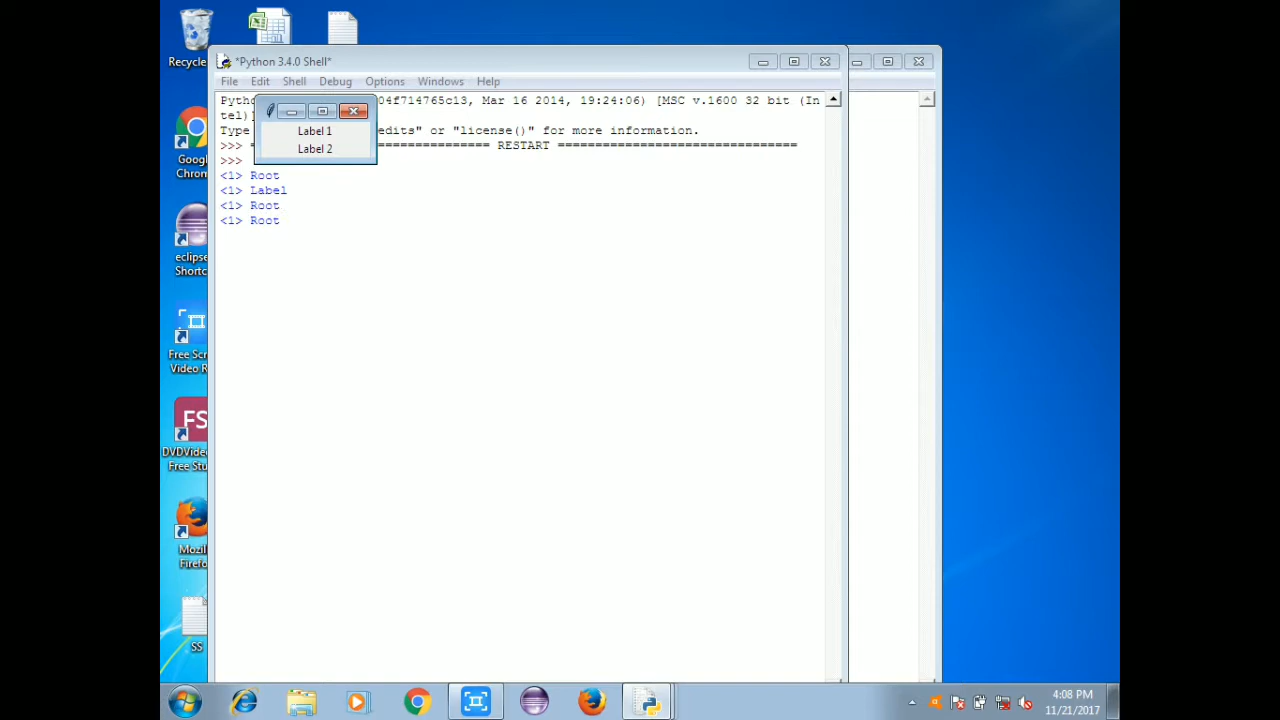 Recycle
*Python 3.4.0 Shell*
File Edit Shell Debug Options Windows Help
Pyth 04f714765c13, Mar 16 2014, 19:24:06) [MSC v.1600 32 bit (In
tel)
Type edits" or "license()" for more information.
>>> = =============== RESTART ================================
>>>
Label 1
Label 2
<1> Root
<1> Label
<1> Root
<1> Root
Goog
Chrom
eclipse
Shortc
Free Scr
Video R
FS
DVDVide
Free Stu
Mozil
Firefo
SS
4:08 PM
11/21/2017